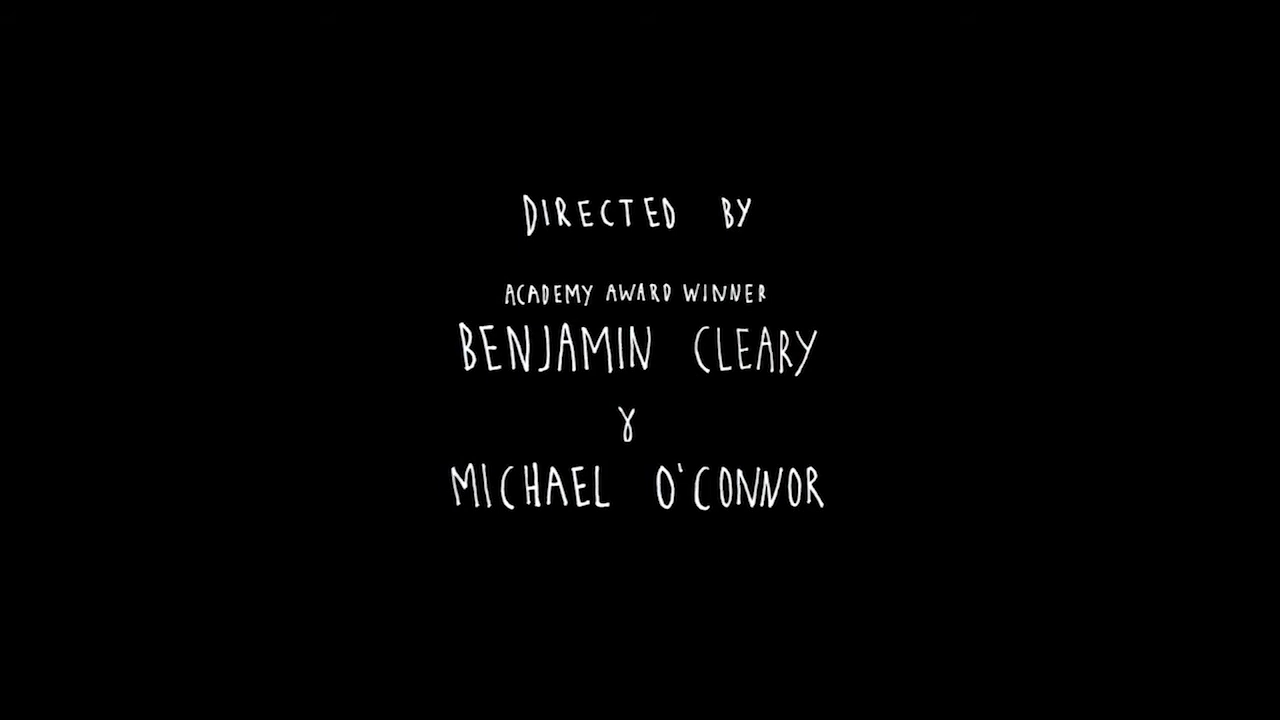 DIRECTED BY
ACADEMY AWARD WINNER
BENJAMIN CLEARY
&
MICHAEL O'CONNOR